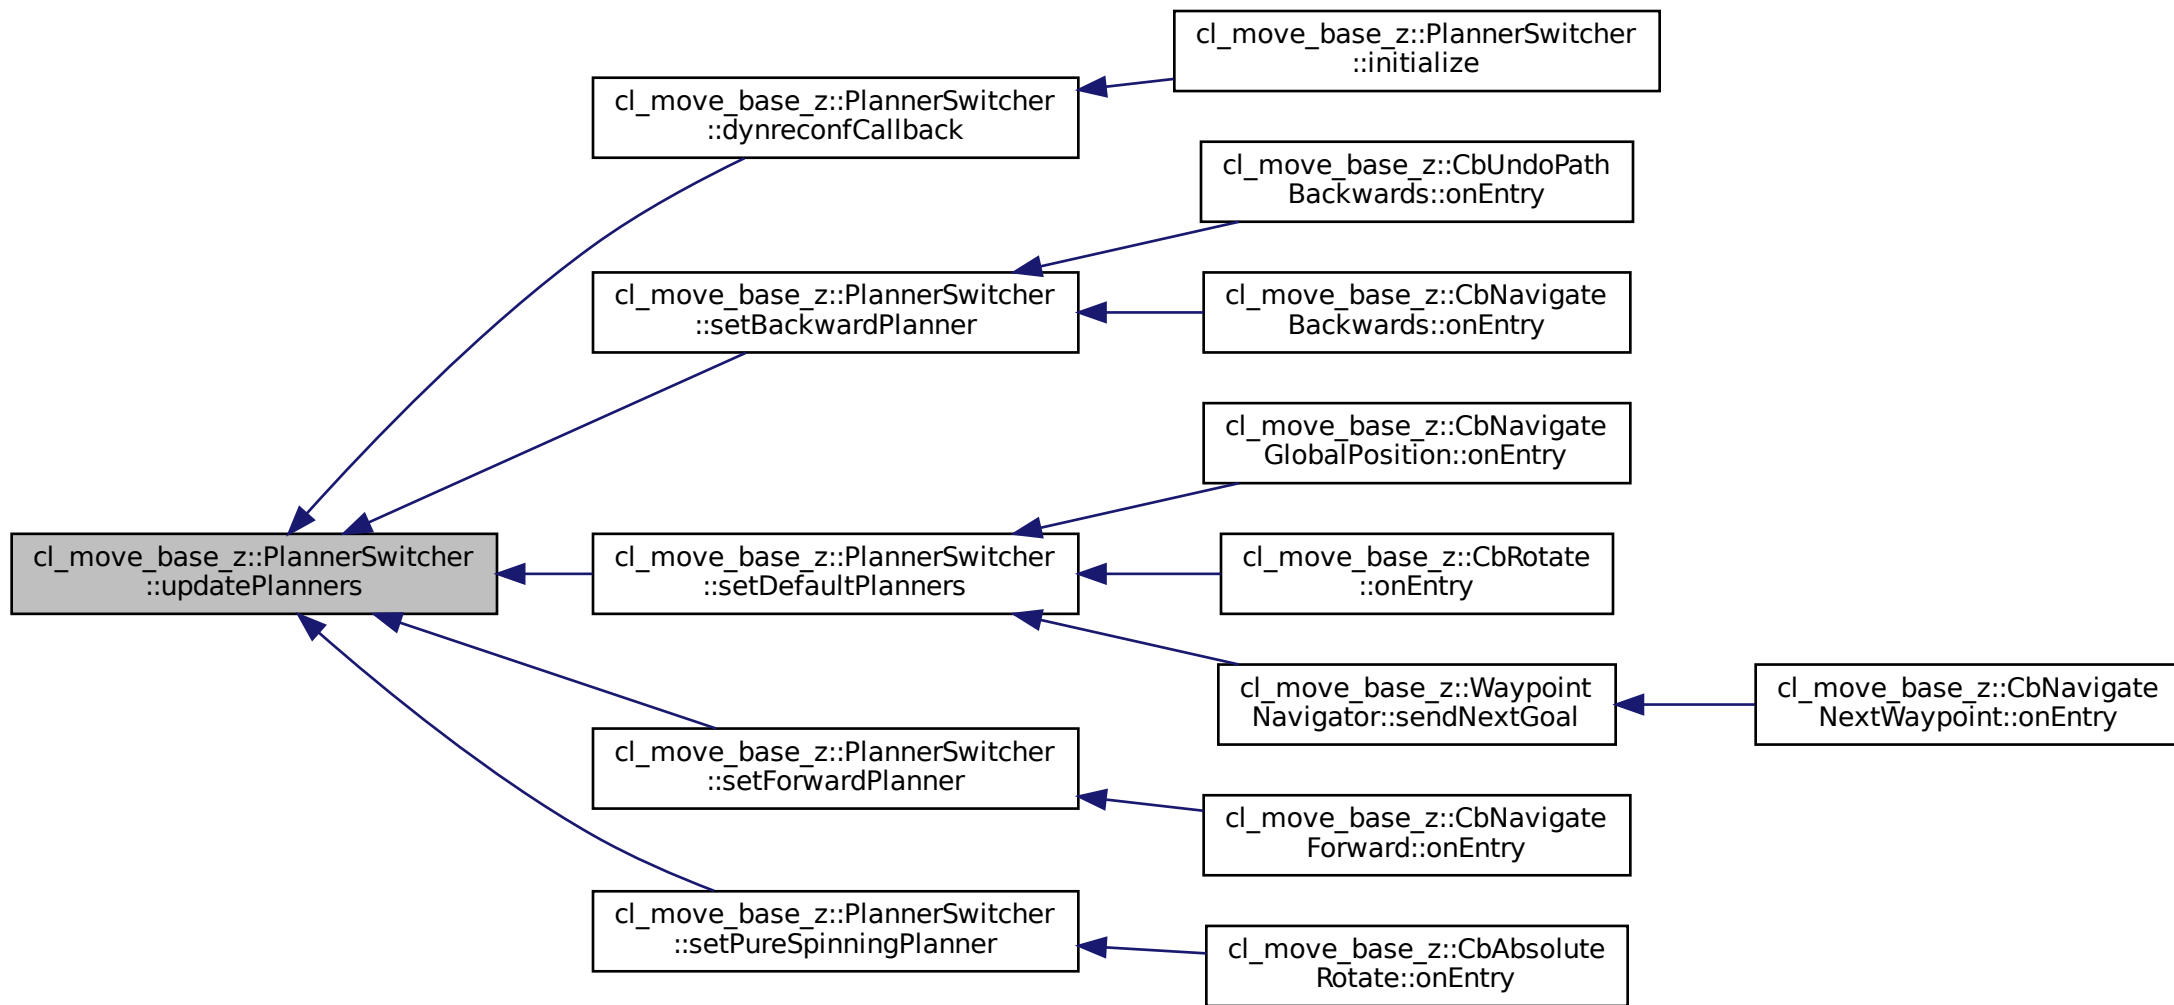 cl_move_base_z::PlannerSwitcher
::initialize
cl_move_base_z::PlannerSwitcher
::dynreconfCallback
cl_move_base_z::CbUndoPath
Backwards::onEntry
cl_move_base_z::PlannerSwitcher
::setBackwardPlanner
cl_move_base_z::CbNavigate
Backwards::onEntry
cl_move_base_z::CbNavigate
GlobalPosition::onEntry
cl_move_base_z::PlannerSwitcher
::updatePlanners
cl_move_base_z::PlannerSwitcher
::setDefaultPlanners
cl_move_base_z::CbRotate
::onEntry
cl_move_base_z::Waypoint
Navigator::sendNextGoal
cl_move_base_z::CbNavigate
NextWaypoint::onEntry
cl_move_base_z::PlannerSwitcher
::setForwardPlanner
cl_move_base_z::CbNavigate
Forward::onEntry
cl_move_base_z::PlannerSwitcher
::setPureSpinningPlanner
cl_move_base_z::CbAbsolute
Rotate::onEntry